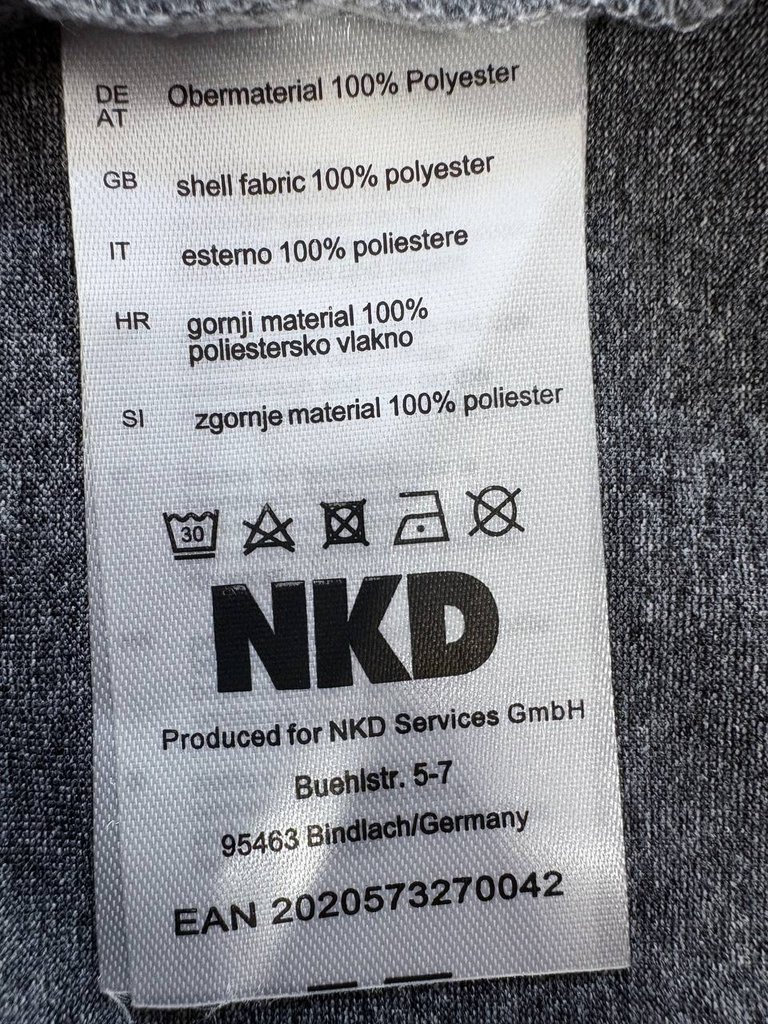 DE Obermaterial 100% Polyester
AT
GB shell fabric 100% polyester
IT esterno 100% poliestere
HR gornji material 100%
poliestersko vlakno
SI zgornje material 100% poliester
30
NKD
Produced for NKD Services GmbH
Buehlstr. 5-7
95463 Bindlach/Germany
EAN 2020573270042